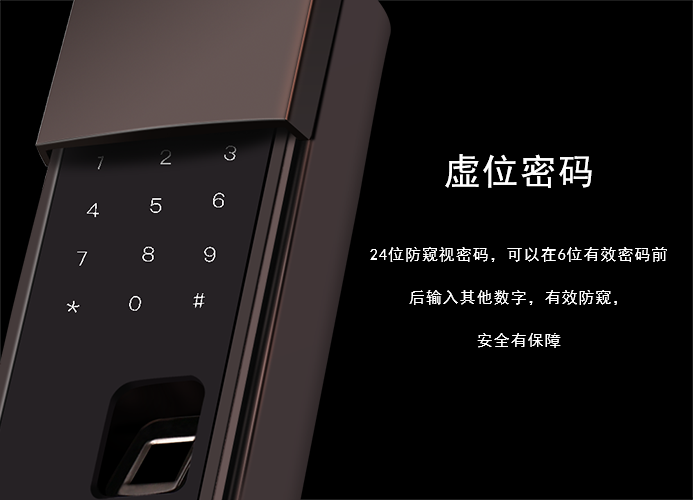 1 2 3
4 5 6
7 8 9
* 0 #
虚位密码
24位防窥视密码，可以在6位有效密码前
后输入其他数字，有效防窥，
安全有保障